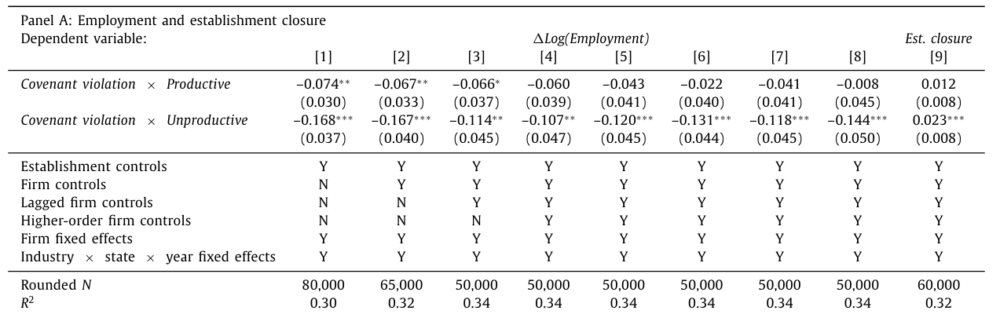 Panel A: Employment and establishment closure
Dependent variable: ΔLog(Employment) Est. closure
[1] [2] [3] [4] [5] [6] [7] [8] [9]
Covenant violation × Productive −0.074** −0.067** −0.066* −0.060 −0.043 −0.022 −0.041 −0.008 0.012
(0.030) (0.033) (0.037) (0.039) (0.041) (0.040) (0.041) (0.045) (0.008)
Covenant violation × Unproductive −0.168*** −0.167*** −0.114** −0.107** −0.120*** −0.131*** −0.118*** −0.144*** 0.023***
(0.037) (0.040) (0.045) (0.047) (0.045) (0.044) (0.045) (0.050) (0.008)
Establishment controls Y Y Y Y Y Y Y Y Y
Firm controls N Y Y Y Y Y Y Y Y
Lagged firm controls N N Y Y Y Y Y Y Y
Higher-order firm controls N N N Y Y Y Y Y Y
Firm fixed effects Y Y Y Y Y Y Y Y Y
Industry × state × year fixed effects Y Y Y Y Y Y Y Y Y
Rounded N 80,000 65,000 50,000 50,000 50,000 50,000 50,000 50,000 60,000
R² 0.30 0.32 0.34 0.34 0.34 0.34 0.34 0.34 0.32